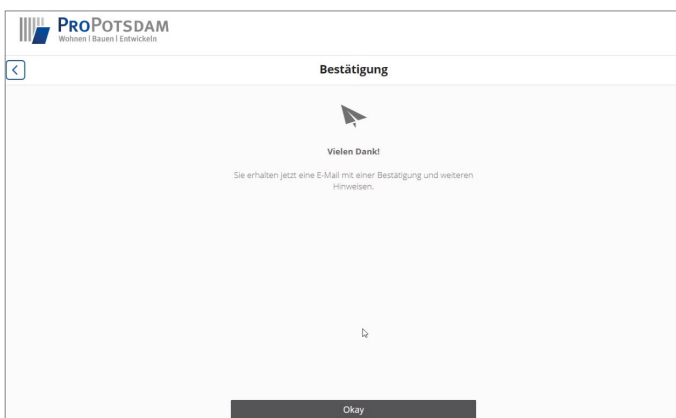 PROPOTSDAM
Wohnen | Bauen | Entwickeln
Bestätigung
Vielen Dank!
Sie erhalten jetzt eine E-Mail mit einer Bestätigung und weiteren
Hinweisen.
Okay